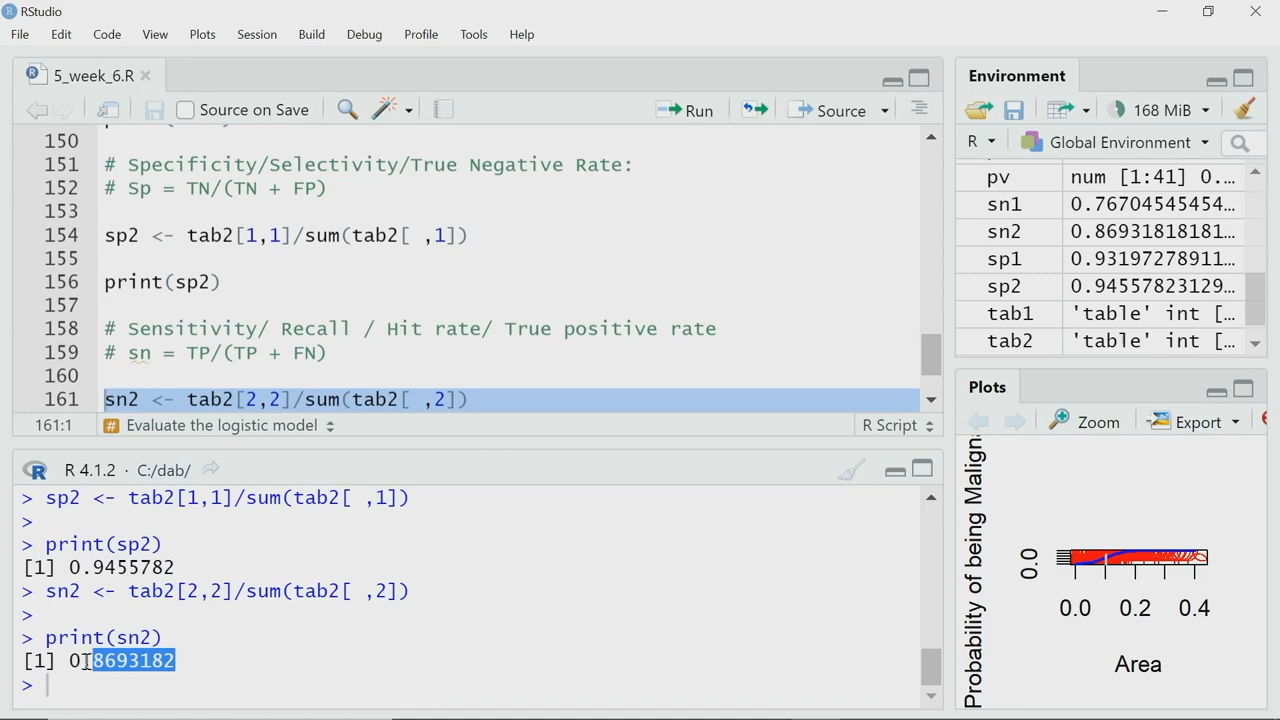 RStudio
File Edit Code View Plots Session Build Debug Profile Tools Help
5_week_6.R
Source on Save Run Source
150
151 # Specificity/Selectivity/True Negative Rate:
152 # Sp = TN/(TN + FP)
153
154 sp2 <- tab2[1,1]/sum(tab2[ ,1])
155
156 print(sp2)
157
158 # Sensitivity/ Recall / Hit rate/ True positive rate
159 # sn = TP/(TP + FN)
160
161 sn2 <- tab2[2,2]/sum(tab2[ ,2])
161:1 # Evaluate the logistic model R Script
R 4.1.2 · C:/dab/
> sp2 <- tab2[1,1]/sum(tab2[ ,1])
>
> print(sp2)
[1] 0.9455782
> sn2 <- tab2[2,2]/sum(tab2[ ,2])
>
> print(sn2)
[1] 0.8693182
>
Environment
168 MiB
R Global Environment
pv num [1:41] 0....
sn1 0.76704545454...
sn2 0.86931818181...
sp1 0.93197278911...
sp2 0.94557823129...
tab1 'table' int [...
tab2 'table' int [...
Plots
Zoom Export
Probability of being Malign
0.0
0.0 0.2 0.4
Area